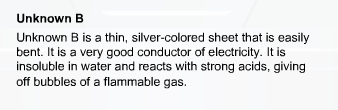 Unknown B
Unknown B is a thin, silver-colored sheet that is easily
bent. It is a very good conductor of electricity. It is
insoluble in water and reacts with strong acids, giving
off bubbles of a flammable gas.